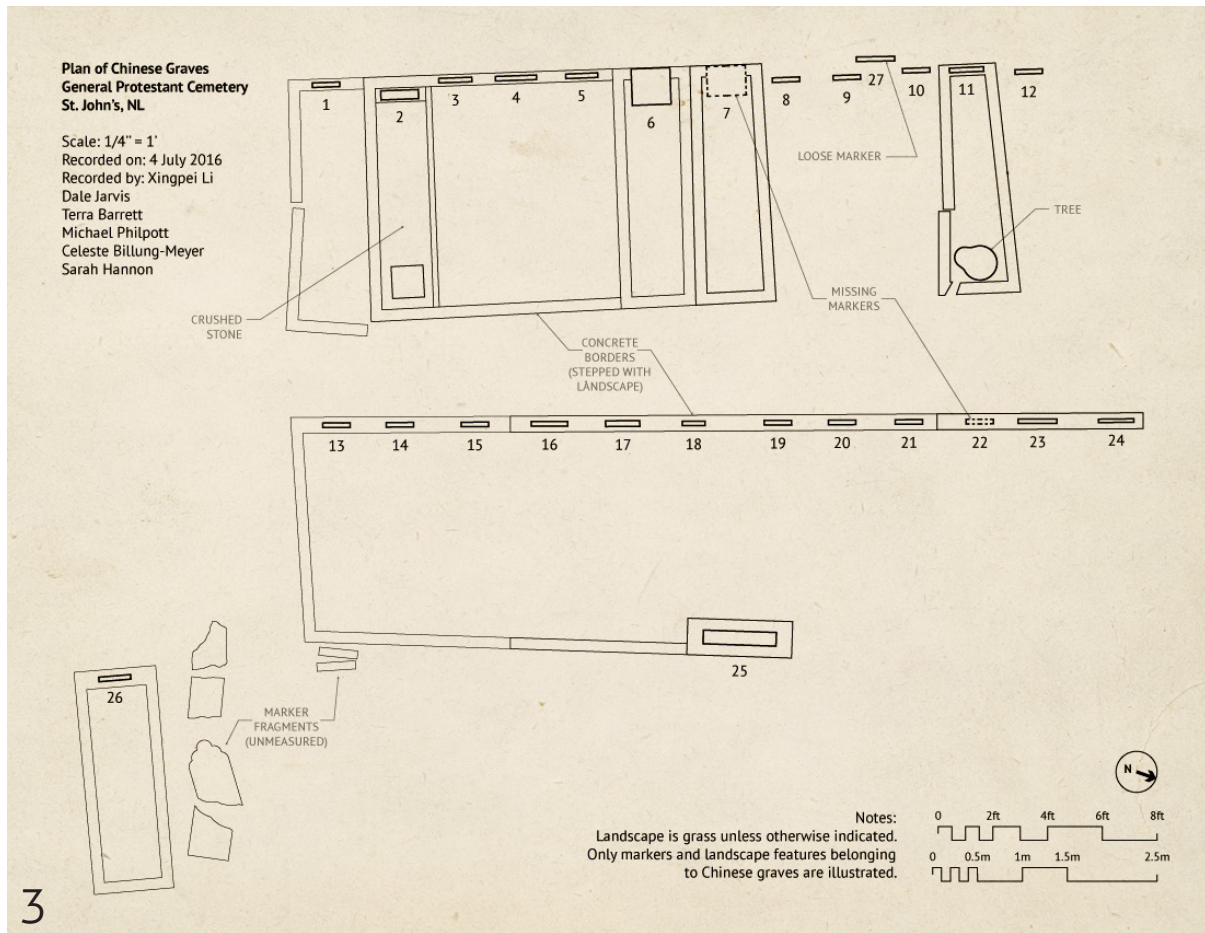 Plan of Chinese Graves
General Protestant Cemetery
St. John's, NL
Scale: 1/4" = 1'
Recorded on: 4 July 2016
Recorded by: Xingpei Li
Dale Jarvis
Terra Barrett
Michael Philpott
Celeste Billung-Meyer
Sarah Hannon
1
2
3
4
5
6
7
8
9
27
10
11
12
LOOSE MARKER
TREE
MISSING
MARKERS
CRUSHED
STONE
CONCRETE
BORDERS
(STEPPED WITH
LANDSCAPE)
13
14
15
16
17
18
19
20
21
22
23
24
25
26
MARKER
FRAGMENTS
(UNMEASURED)
N
Notes:
Landscape is grass unless otherwise indicated.
Only markers and landscape features belonging
to Chinese graves are illustrated.
0 2ft 4ft 6ft 8ft
0 0.5m 1m 1.5m 2.5m
3